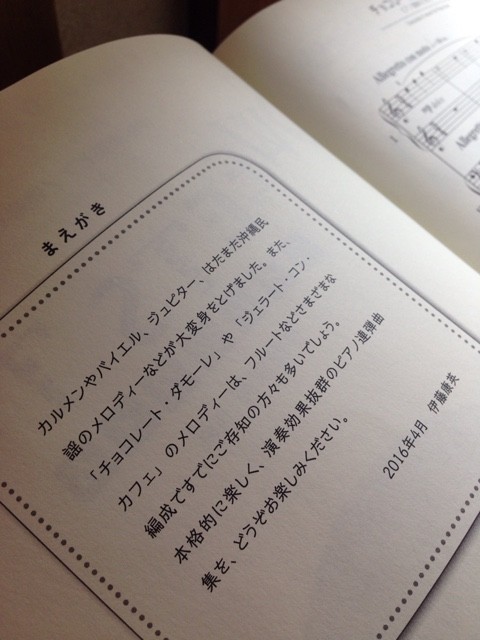 まえがき
カルメンやバイエル、ジュピター、はたまた沖縄民
謡のメロディーなどが大変身をとげました。また、
「チョコレート・ダモーレ」や「ジェラート・コン・
カフェ」のメロディーは、フルートなどさまざまな
編成ですでにご存知の方々も多いでしょう。
本格的に楽しく、演奏効果抜群のピアノ連弾曲
集を、どうぞお楽しみください。
2016年4月 伊藤康英